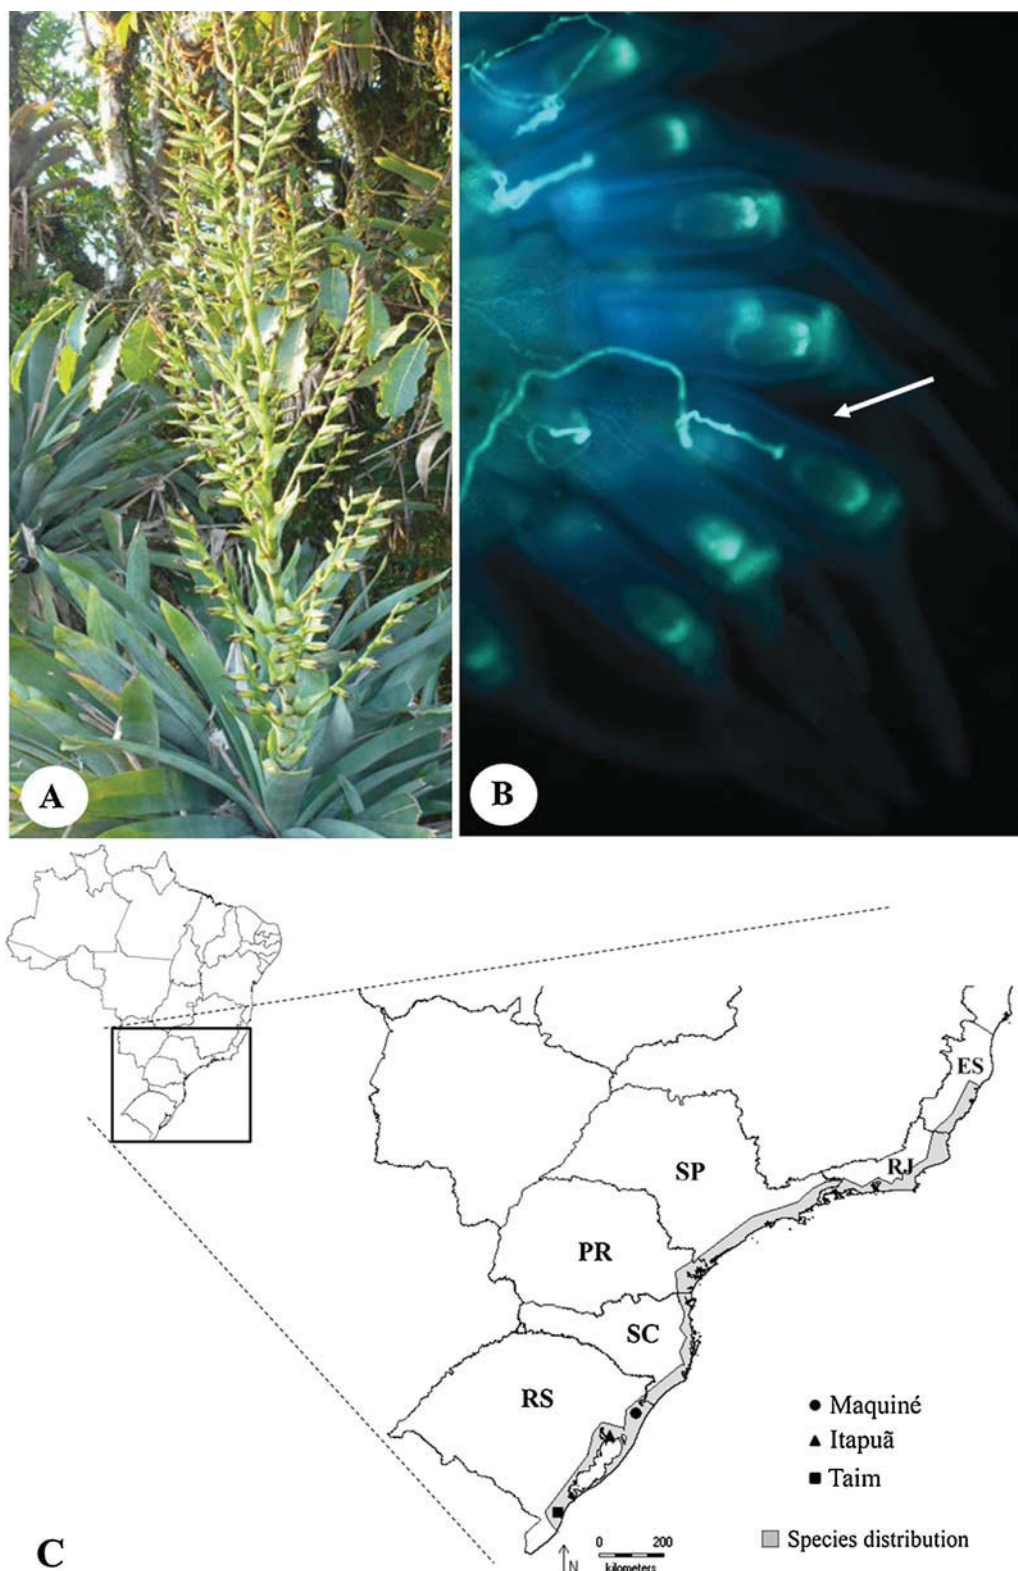 A
B
ES
RJ
SP
PR
SC
RS
Maquiné
Itapuã
Taim
Species distribution
0 200
kilometers
N
C